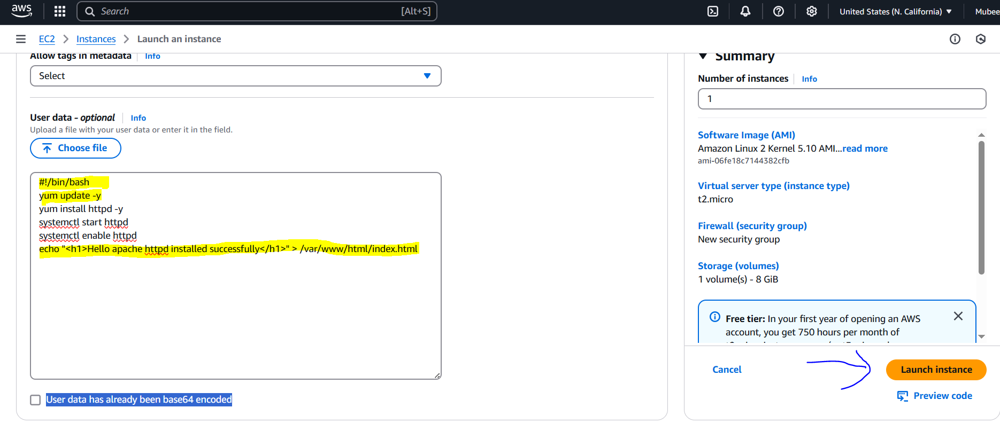 aws
Search
[Alt+S]
United States (N. California)
Mubee
EC2
Instances
Launch an instance
Allow tags in metadata
Info
Select
User data - optional
Info
Upload a file with your user data or enter it in the field.
Choose file
#!/bin/bash
yum update -y
yum install httpd -y
systemctl start httpd
systemctl enable httpd
echo "<h1>Hello apache httpd installed successfully</h1>" > /var/www/html/index.html
User data has already been base64 encoded
Summary
Number of instances
Info
1
Software Image (AMI)
Amazon Linux 2 Kernel 5.10 AMI...read more
ami-06fe18c7144382cfb
Virtual server type (instance type)
t2.micro
Firewall (security group)
New security group
Storage (volumes)
1 volume(s) - 8 GiB
Free tier: In your first year of opening an AWS
account, you get 750 hours per month of
Cancel
Launch instance
Preview code